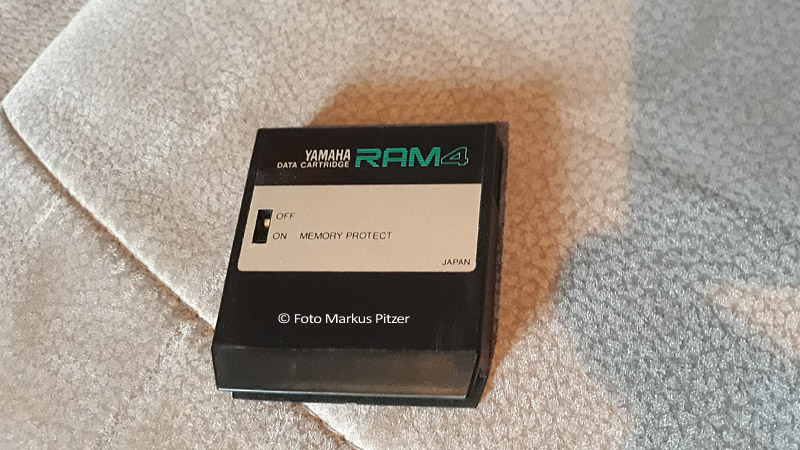 YAMAHA
DATA CARTRIDGE RAM4
OFF
ON MEMORY PROTECT
JAPAN
© Foto Markus Pitzer